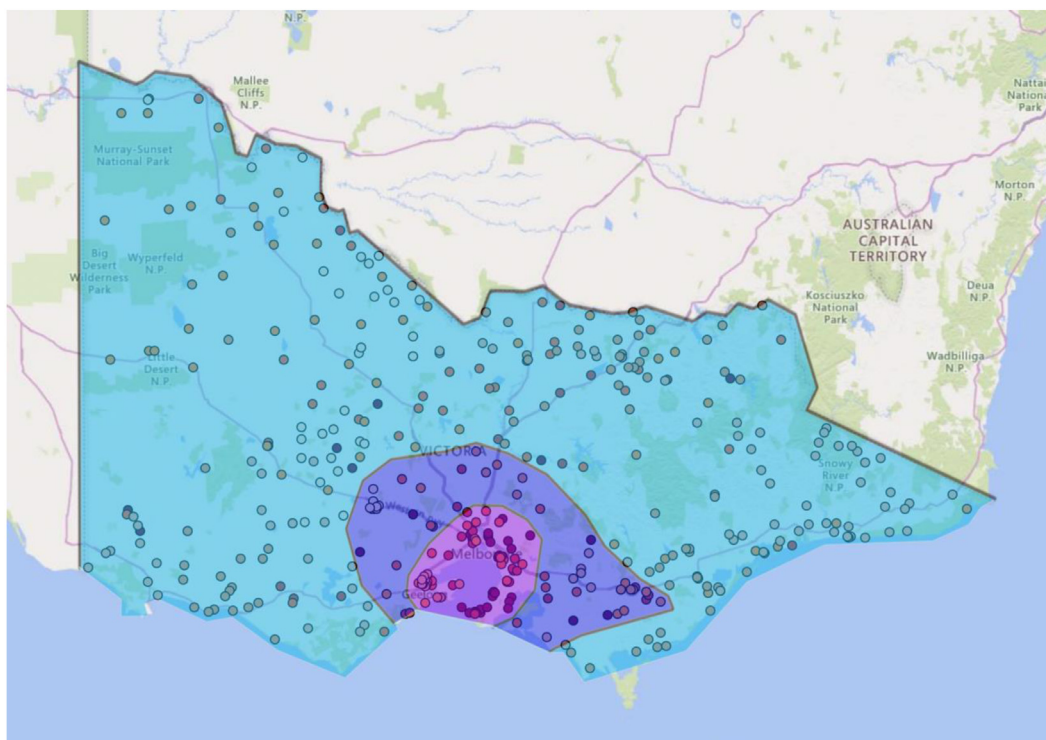 N.P.
Mallee
Cliffs
N.P.
Nattai
National
Park
Murray-Sunset
National Park
Morton
N.P.
AUSTRALIAN
CAPITAL
TERRITORY
Big
Desert
Wilderness
Park
Wyperfeld
N.P.
Kosciuszko
National
Park
Deua
N.P.
Little
Desert
N.P.
Wadbilliga
N.P.
VICTORIA
Snowy
River
N.P.
Melbourne
Geelong